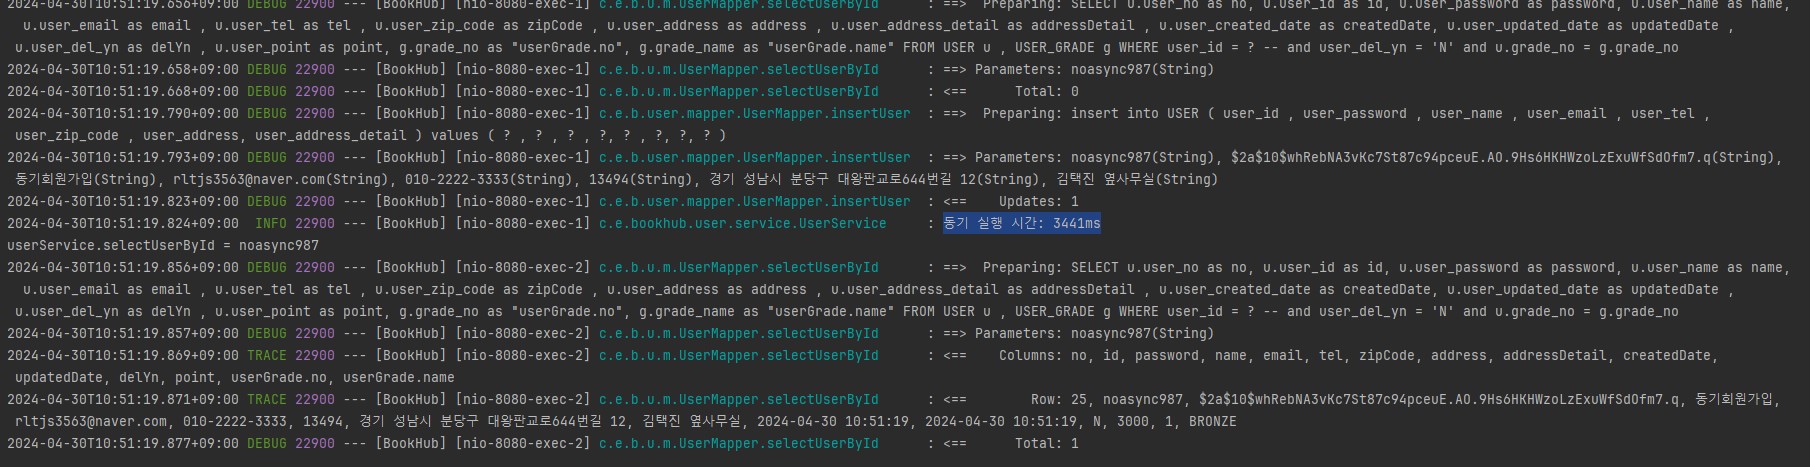 2024-04-30T10:51:19.656+09:00 DEBUG 22900 --- [BookHub] [nio-8080-exec-1] c.e.b.u.m.UserMapper.selectUserById : ==> Preparing: SELECT u.user_no as no, u.user_id as id, u.user_password as password, u.user_name as name,
u.user_email as email , u.user_tel as tel , u.user_zip_code as zipCode , u.user_address as address , u.user_address_detail as addressDetail , u.user_created_date as createdDate, u.user_updated_date as updatedDate ,
u.user_del_yn as delYn , u.user_point as point, g.grade_no as "userGrade.no", g.grade_name as "userGrade.name" FROM USER u , USER_GRADE g WHERE user_id = ? -- and user_del_yn = 'N' and u.grade_no = g.grade_no
2024-04-30T10:51:19.658+09:00 DEBUG 22900 --- [BookHub] [nio-8080-exec-1] c.e.b.u.m.UserMapper.selectUserById : ==> Parameters: noasync987(String)
2024-04-30T10:51:19.668+09:00 DEBUG 22900 --- [BookHub] [nio-8080-exec-1] c.e.b.u.m.UserMapper.selectUserById : <== Total: 0
2024-04-30T10:51:19.790+09:00 DEBUG 22900 --- [BookHub] [nio-8080-exec-1] c.e.b.user.mapper.UserMapper.insertUser : ==> Preparing: insert into USER ( user_id , user_password , user_name , user_email , user_tel ,
user_zip_code , user_address, user_address_detail ) values ( ? , ? , ? , ?, ? , ?, ?, ? )
2024-04-30T10:51:19.793+09:00 DEBUG 22900 --- [BookHub] [nio-8080-exec-1] c.e.b.user.mapper.UserMapper.insertUser : ==> Parameters: noasync987(String), $2a$10$whRebNA3vKc7St87c94pceuE.AO.9Hs6HKHWzoLzExuWfSdOfm7.q(String),
동기회원가입(String), rltjs3563@naver.com(String), 010-2222-3333(String), 13494(String), 경기 성남시 분당구 대왕판교로644번길 12(String), 김택진 옆사무실(String)
2024-04-30T10:51:19.823+09:00 DEBUG 22900 --- [BookHub] [nio-8080-exec-1] c.e.b.user.mapper.UserMapper.insertUser : <== Updates: 1
2024-04-30T10:51:19.824+09:00 INFO 22900 --- [BookHub] [nio-8080-exec-1] c.e.bookhub.user.service.UserService : 동기 실행 시간: 3441ms
userService.selectUserById = noasync987
2024-04-30T10:51:19.856+09:00 DEBUG 22900 --- [BookHub] [nio-8080-exec-2] c.e.b.u.m.UserMapper.selectUserById : ==> Preparing: SELECT u.user_no as no, u.user_id as id, u.user_password as password, u.user_name as name,
u.user_email as email , u.user_tel as tel , u.user_zip_code as zipCode , u.user_address as address , u.user_address_detail as addressDetail , u.user_created_date as createdDate, u.user_updated_date as updatedDate ,
u.user_del_yn as delYn , u.user_point as point, g.grade_no as "userGrade.no", g.grade_name as "userGrade.name" FROM USER u , USER_GRADE g WHERE user_id = ? -- and user_del_yn = 'N' and u.grade_no = g.grade_no
2024-04-30T10:51:19.857+09:00 DEBUG 22900 --- [BookHub] [nio-8080-exec-2] c.e.b.u.m.UserMapper.selectUserById : ==> Parameters: noasync987(String)
2024-04-30T10:51:19.869+09:00 TRACE 22900 --- [BookHub] [nio-8080-exec-2] c.e.b.u.m.UserMapper.selectUserById : <== Columns: no, id, password, name, email, tel, zipCode, address, addressDetail, createdDate,
updatedDate, delYn, point, userGrade.no, userGrade.name
2024-04-30T10:51:19.871+09:00 TRACE 22900 --- [BookHub] [nio-8080-exec-2] c.e.b.u.m.UserMapper.selectUserById : <== Row: 25, noasync987, $2a$10$whRebNA3vKc7St87c94pceuE.AO.9Hs6HKHWzoLzExuWfSdOfm7.q, 동기회원가입,
rltjs3563@naver.com, 010-2222-3333, 13494, 경기 성남시 분당구 대왕판교로644번길 12, 김택진 옆사무실, 2024-04-30 10:51:19, 2024-04-30 10:51:19, N, 3000, 1, BRONZE
2024-04-30T10:51:19.877+09:00 DEBUG 22900 --- [BookHub] [nio-8080-exec-2] c.e.b.u.m.UserMapper.selectUserById : <== Total: 1